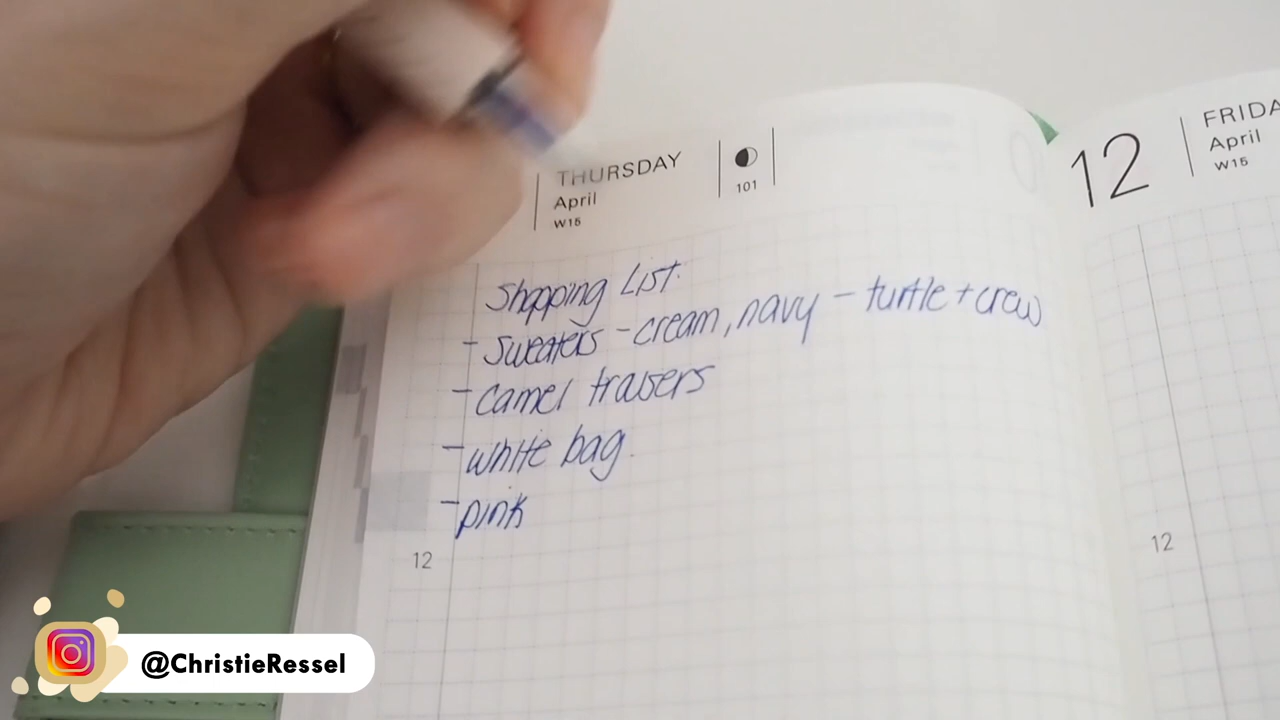 THURSDAY
April
W15
101
Shopping List.
- Sweaters - cream, navy - turtle + crew
- camel trousers
- white bag.
- pink
12
12
FRIDA
April
W15
12
@ChristieRessel